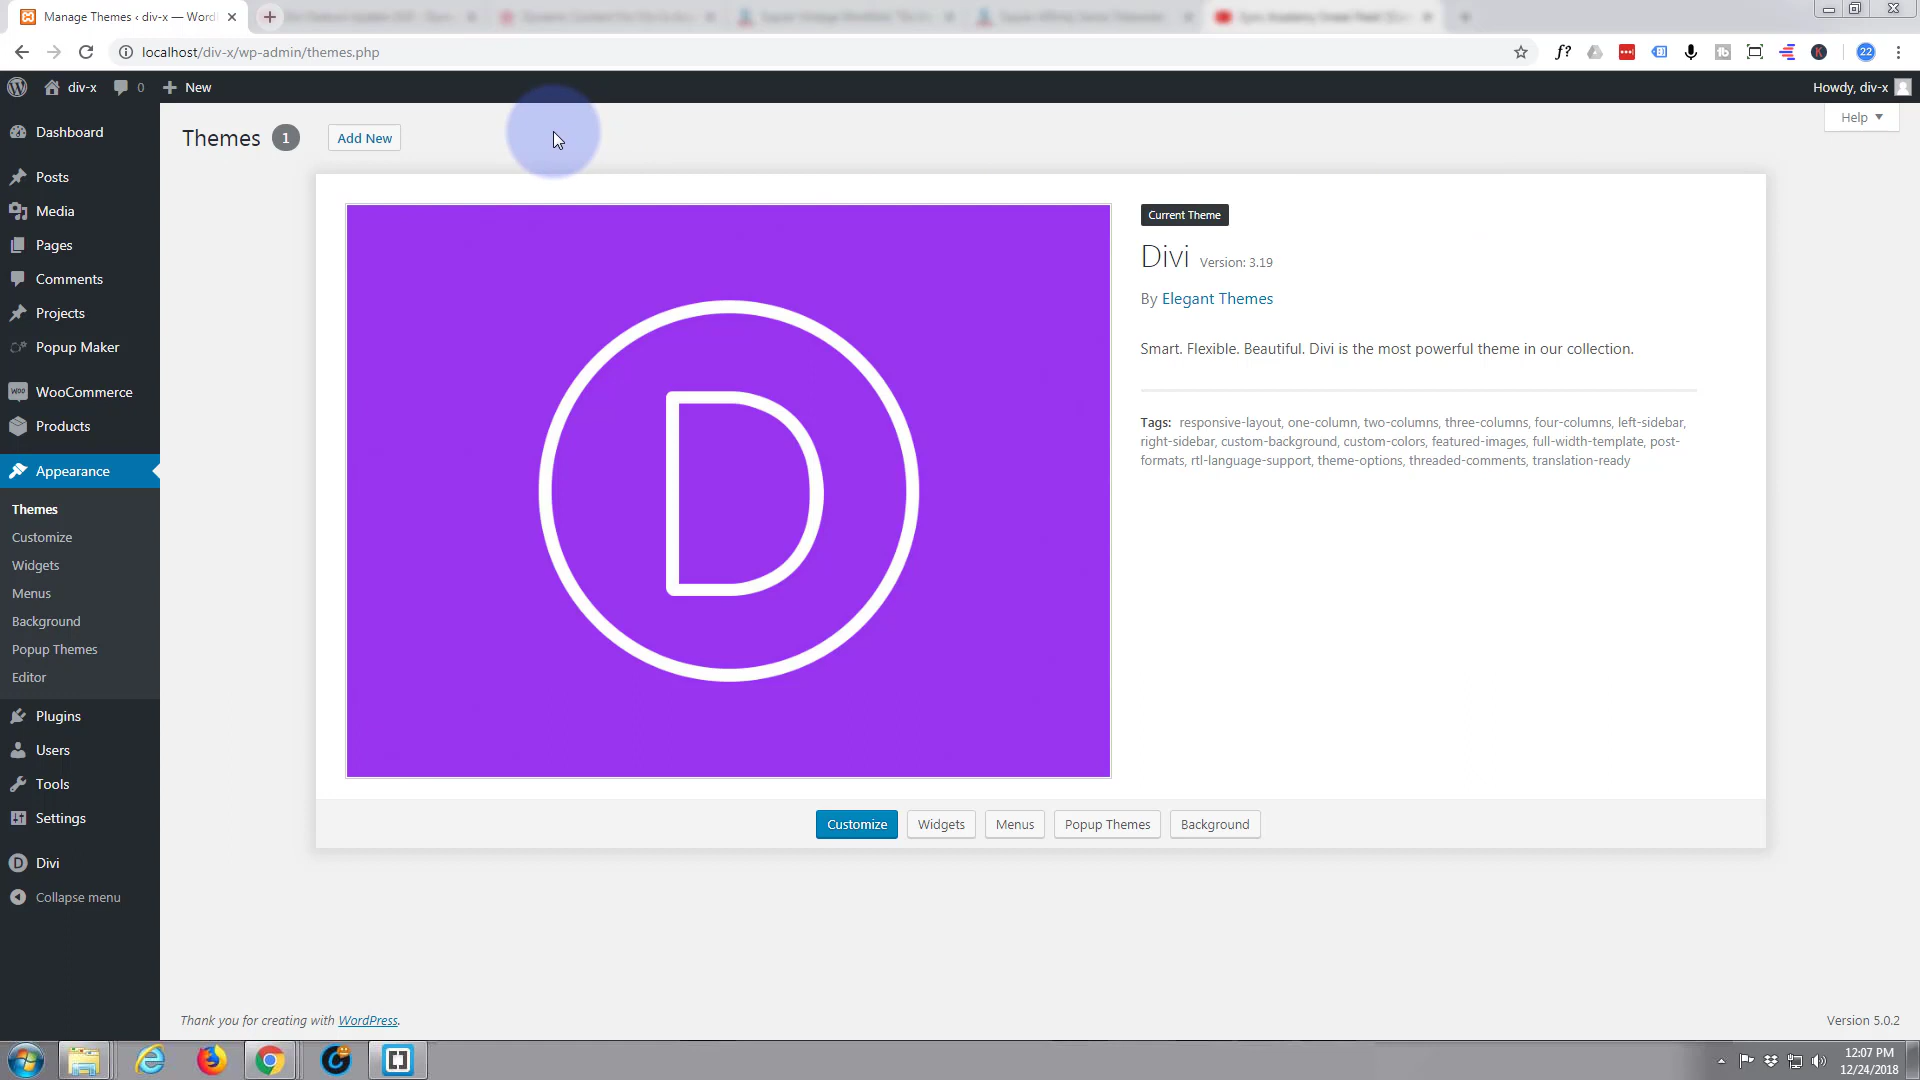 Manage Themes ‹ div-x — Word
localhost/div-x/wp-admin/themes.php
f?
22
div-x
0
New
Howdy, div-x
Dashboard
Posts
Media
Pages
Comments
Projects
Popup Maker
WooCommerce
Products
Appearance
Themes
Customize
Widgets
Menus
Background
Popup Themes
Editor
Plugins
Users
Tools
Settings
Divi
Collapse menu
Themes 1
Add New
Help
D
Current Theme
Divi Version: 3.19
By Elegant Themes
Smart. Flexible. Beautiful. Divi is the most powerful theme in our collection.
Tags: responsive-layout, one-column, two-columns, three-columns, four-columns, left-sidebar,
right-sidebar, custom-background, custom-colors, featured-images, full-width-template, post-
formats, rtl-language-support, theme-options, threaded-comments, translation-ready
Customize
Widgets
Menus
Popup Themes
Background
Thank you for creating with WordPress.
Version 5.0.2
12:07 PM
12/24/2018